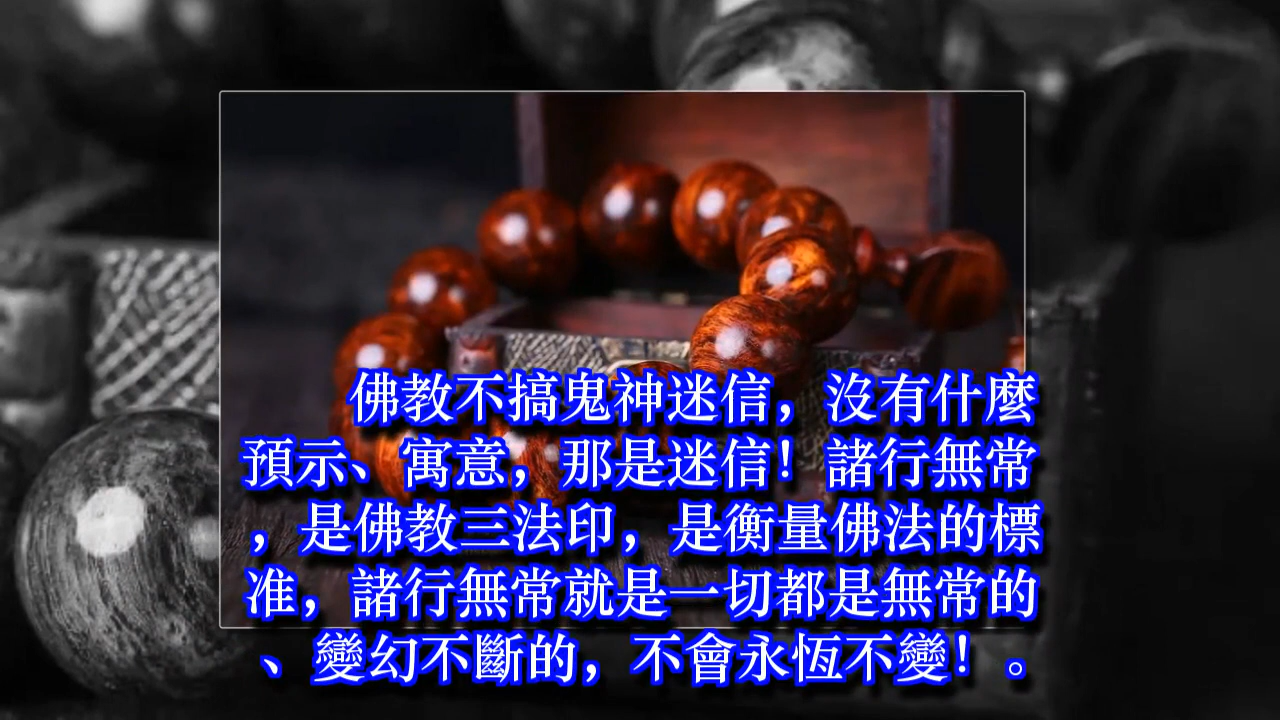 佛教不搞鬼神迷信，沒有什麼
預示、寓意，那是迷信！諸行無常
，是佛教三法印，是衡量佛法的標
准，諸行無常就是一切都是無常的
、變幻不斷的，不會永恆不變！。